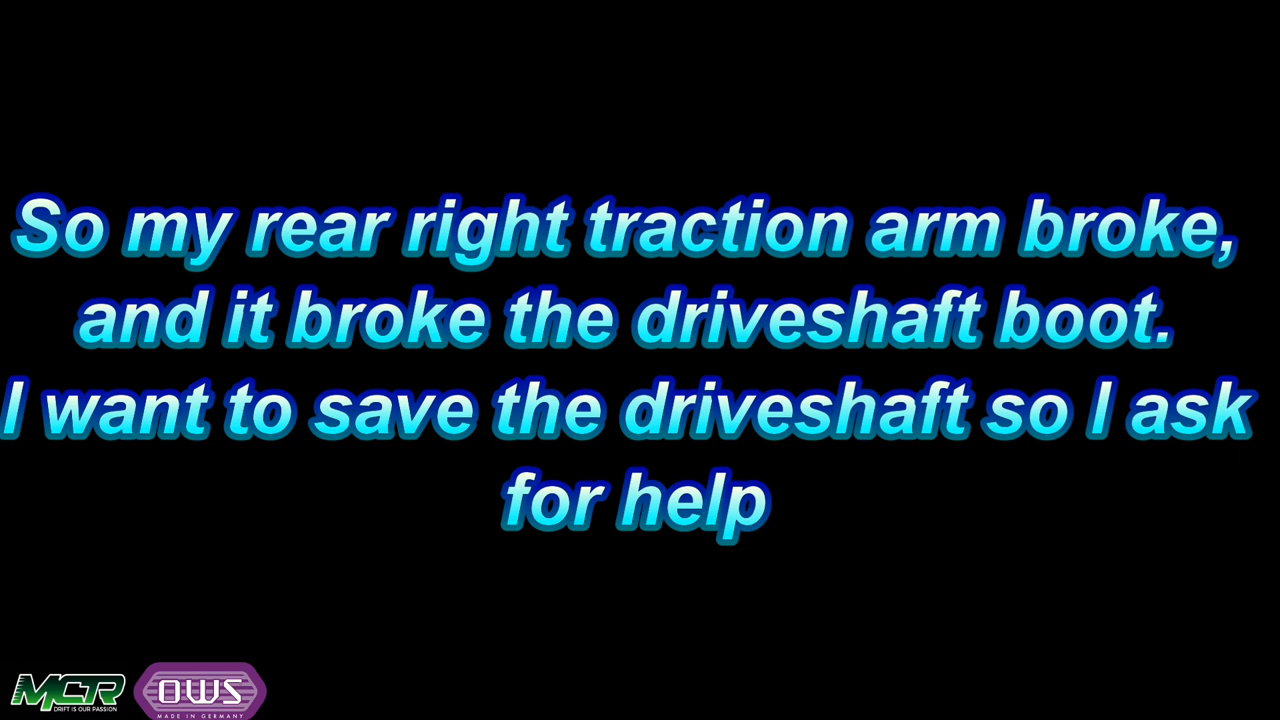 So my rear right traction arm broke,
and it broke the driveshaft boot.
I want to save the driveshaft so I ask
for help
MCR
DRIFT IS OUR PASSION
OWS
MADE IN GERMANY